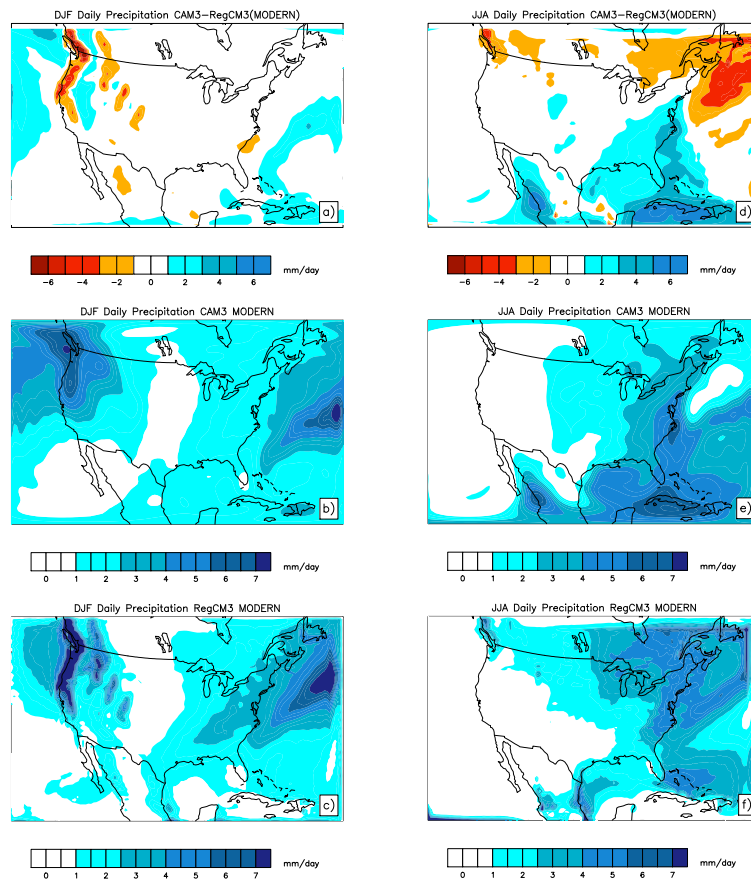 DJF Daily Precipitation CAM3-RegCM3(MODERN)
a)
-6 -4 -2 0 2 4 6 mm/day
JJA Daily Precipitation CAM3-RegCM3(MODERN)
d)
-6 -4 -2 0 2 4 6 mm/day
DJF Daily Precipitation CAM3 MODERN
b)
0 1 2 3 4 5 6 7 mm/day
JJA Daily Precipitation CAM3 MODERN
e)
0 1 2 3 4 5 6 7 mm/day
DJF Daily Precipitation RegCM3 MODERN
c)
0 1 2 3 4 5 6 7 mm/day
JJA Daily Precipitation RegCM3 MODERN
f)
0 1 2 3 4 5 6 7 mm/day